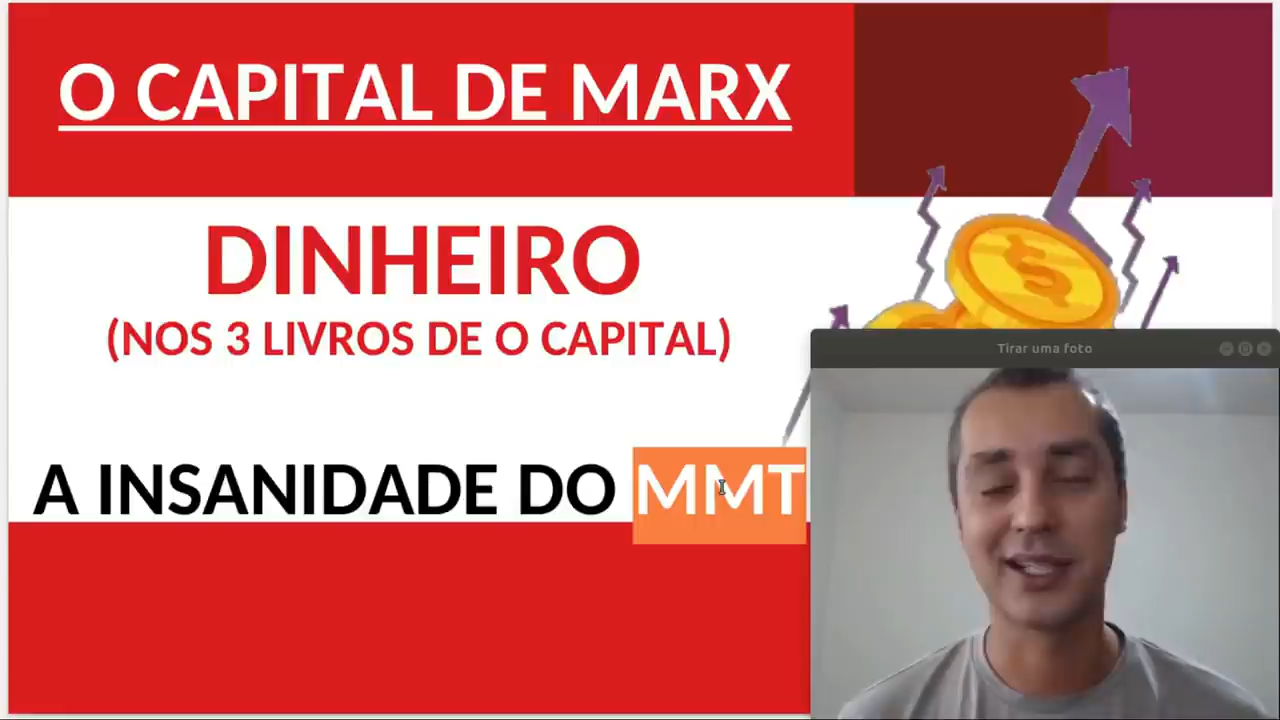 O CAPITAL DE MARX
DINHEIRO
(NOS 3 LIVROS DE O CAPITAL)
Tirar uma foto
A INSANIDADE DO MMT